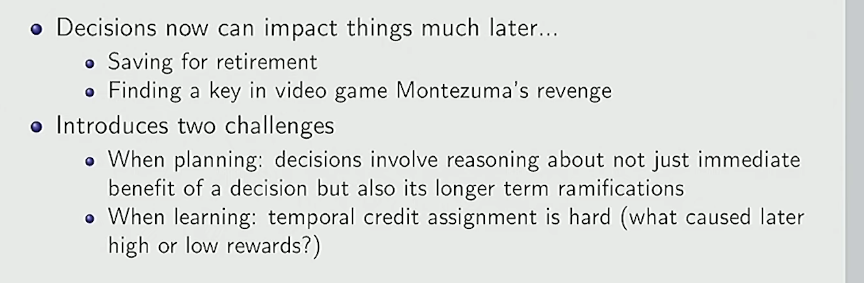 Decisions now can impact things much later...
Saving for retirement
Finding a key in video game Montezuma's revenge
Introduces two challenges
When planning: decisions involve reasoning about not just immediate
benefit of a decision but also its longer term ramifications
When learning: temporal credit assignment is hard (what caused later
high or low rewards?)